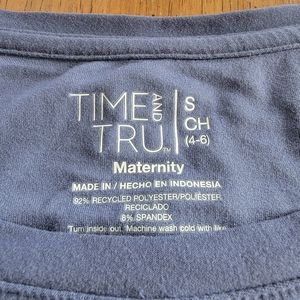 TIME AND TRU™
S
CH
(4-6)
Maternity
MADE IN / HECHO EN INDONESIA
92% RECYCLED POLYESTER/POLIÉSTER
RECICLADO
8% SPANDEX
Turn inside out. Machine wash cold with like